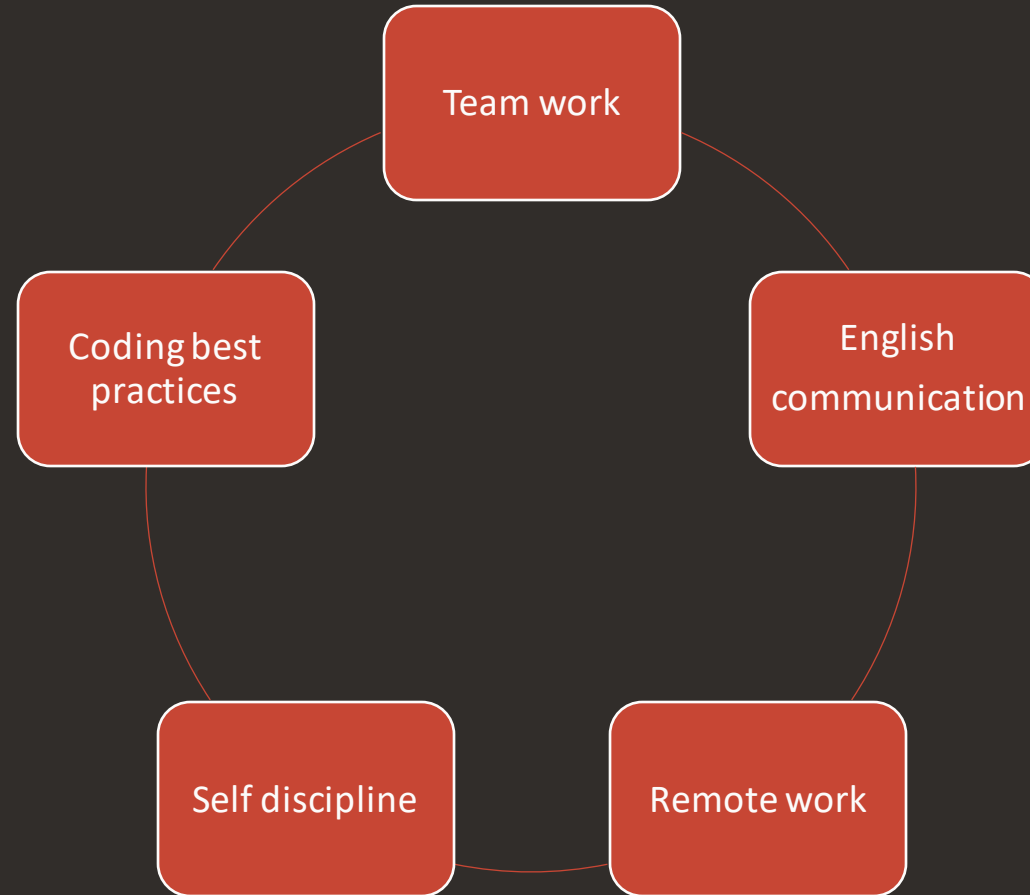 Team work
English
communication
Remote work
Self discipline
Coding best
practices